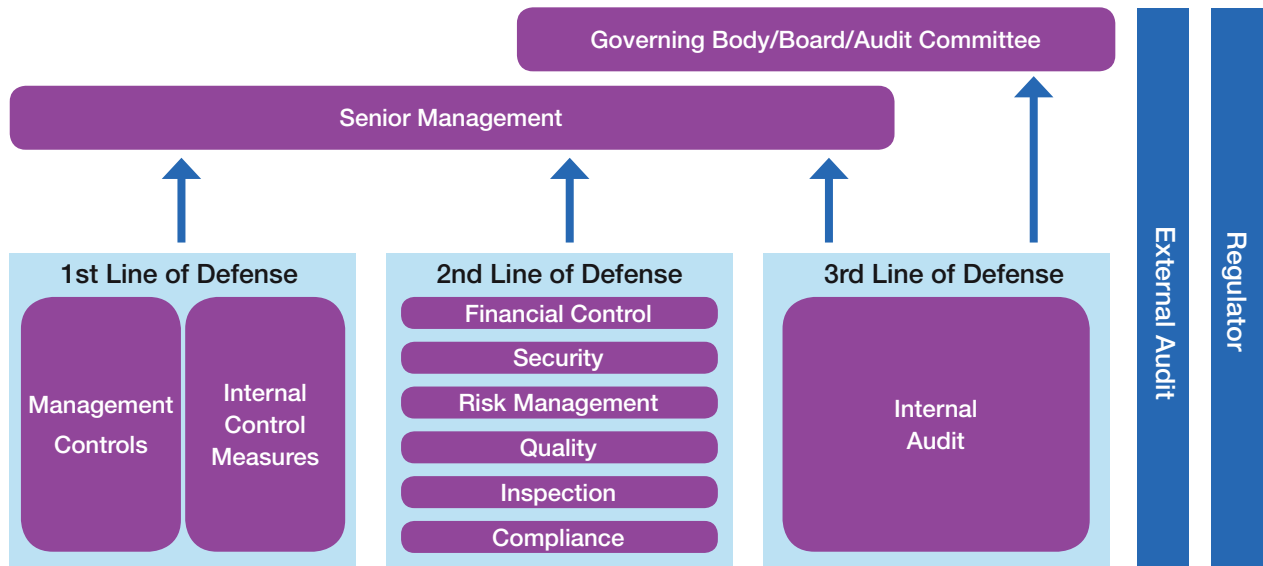 Governing Body/Board/Audit Committee
Senior Management
1st Line of Defense
Management
Controls
Internal
Control
Measures
2nd Line of Defense
Financial Control
Security
Risk Management
Quality
Inspection
Compliance
3rd Line of Defense
Internal
Audit
External Audit
Regulator